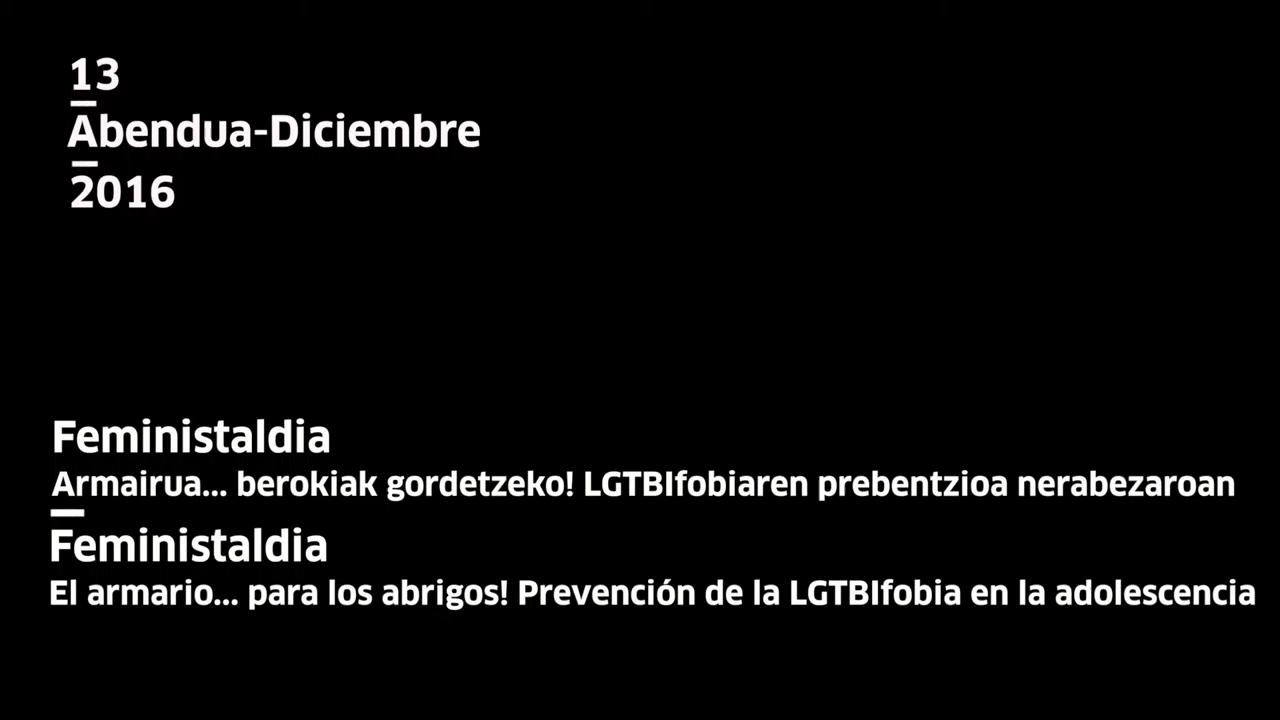 13
Abendua-Diciembre
2016
Feministaldia
Armairua... berokiak gordetzeko! LGTBIfobiaren prebentzioa nerabezaroan
Feministaldia
El armario... para los abrigos! Prevención de la LGTBIfobia en la adolescencia